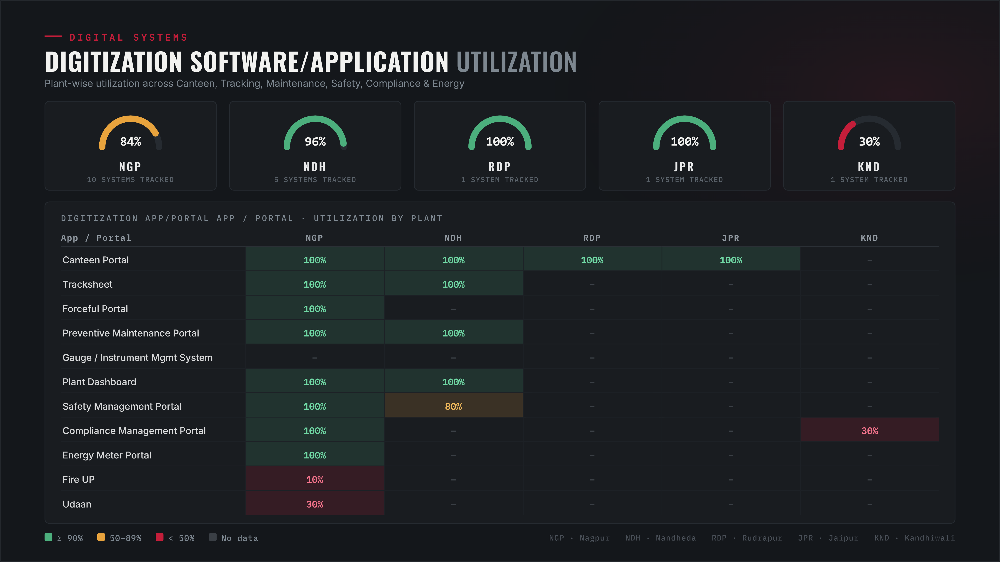 DIGITAL SYSTEMS
DIGITIZATION SOFTWARE/APPLICATION UTILIZATION
Plant-wise utilization across Canteen, Tracking, Maintenance, Safety, Compliance & Energy
84% 96% 100% 100% 30%
NGP NDH RDP JPR KND
10 SYSTEMS TRACKED 5 SYSTEMS TRACKED 1 SYSTEM TRACKED 1 SYSTEM TRACKED 1 SYSTEM TRACKED
DIGITIZATION APP/PORTAL APP / PORTAL · UTILIZATION BY PLANT
App / Portal NGP NDH RDP JPR KND
Canteen Portal 100% 100% 100% 100% –
Tracksheet 100% 100% – – –
Forceful Portal 100% – – – –
Preventive Maintenance Portal 100% 100% – – –
Gauge / Instrument Mgmt System – – – – –
Plant Dashboard 100% 100% – – –
Safety Management Portal 100% 80% – – –
Compliance Management Portal 100% – – – 30%
Energy Meter Portal 100% – – – –
Fire UP 10% – – – –
Udaan 30% – – – –
≥ 90% 50–89% < 50% No data NGP · Nagpur NDH · Nandheda RDP · Rudrapur JPR · Jaipur KND · Kandhiwali